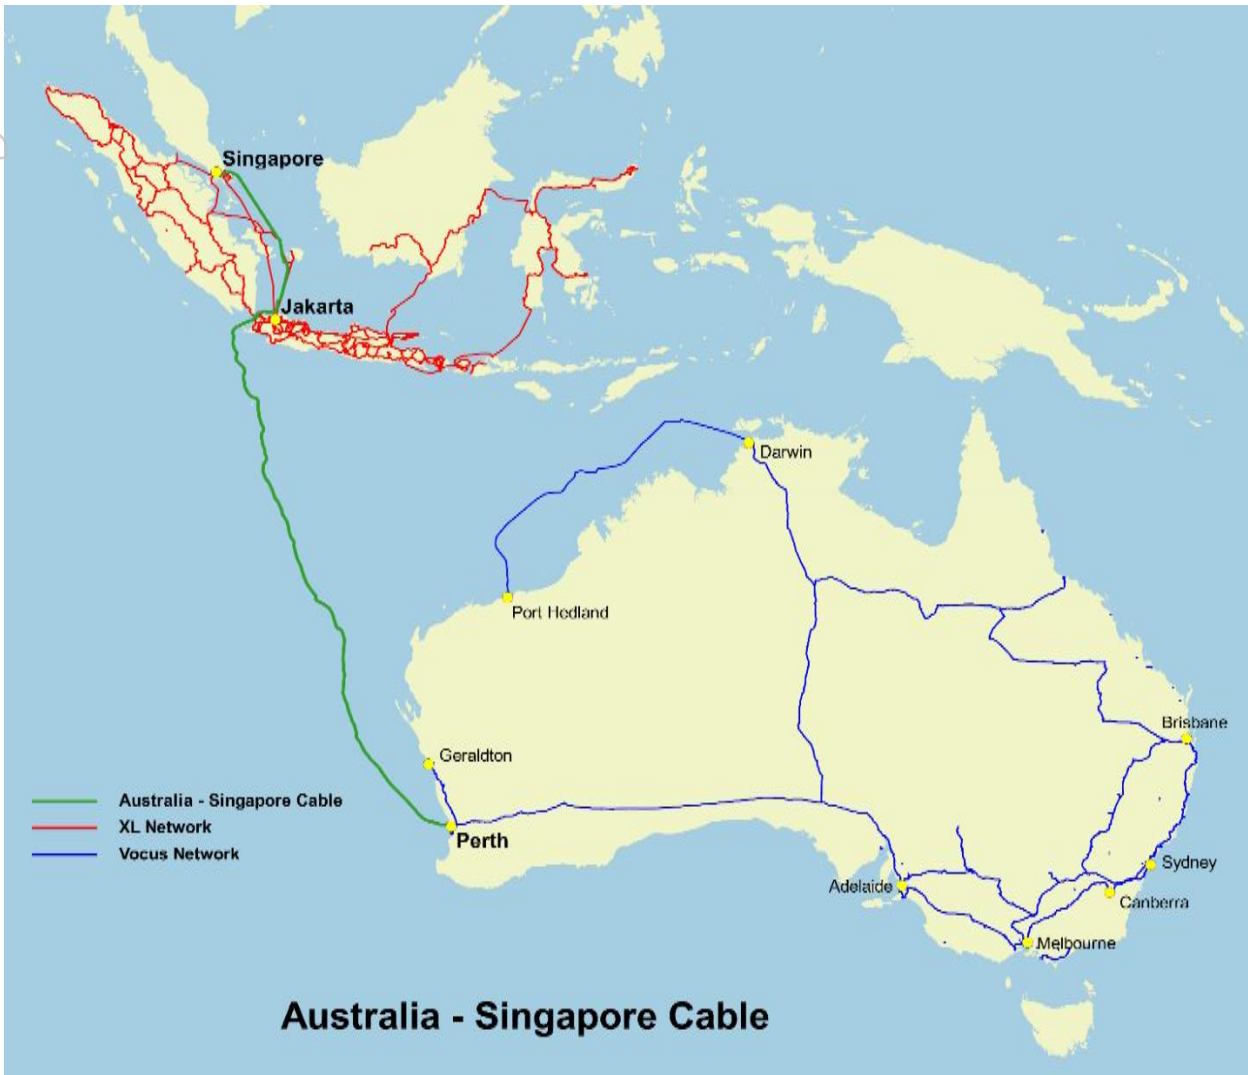 Singapore
Jakarta
Darwin
Port Hedland
Brisbane
Geraldton
Australia - Singapore Cable
XL Network
Perth
Vocus Network
Sydney
Adelaide
Canberra
Melbourne
Australia - Singapore Cable